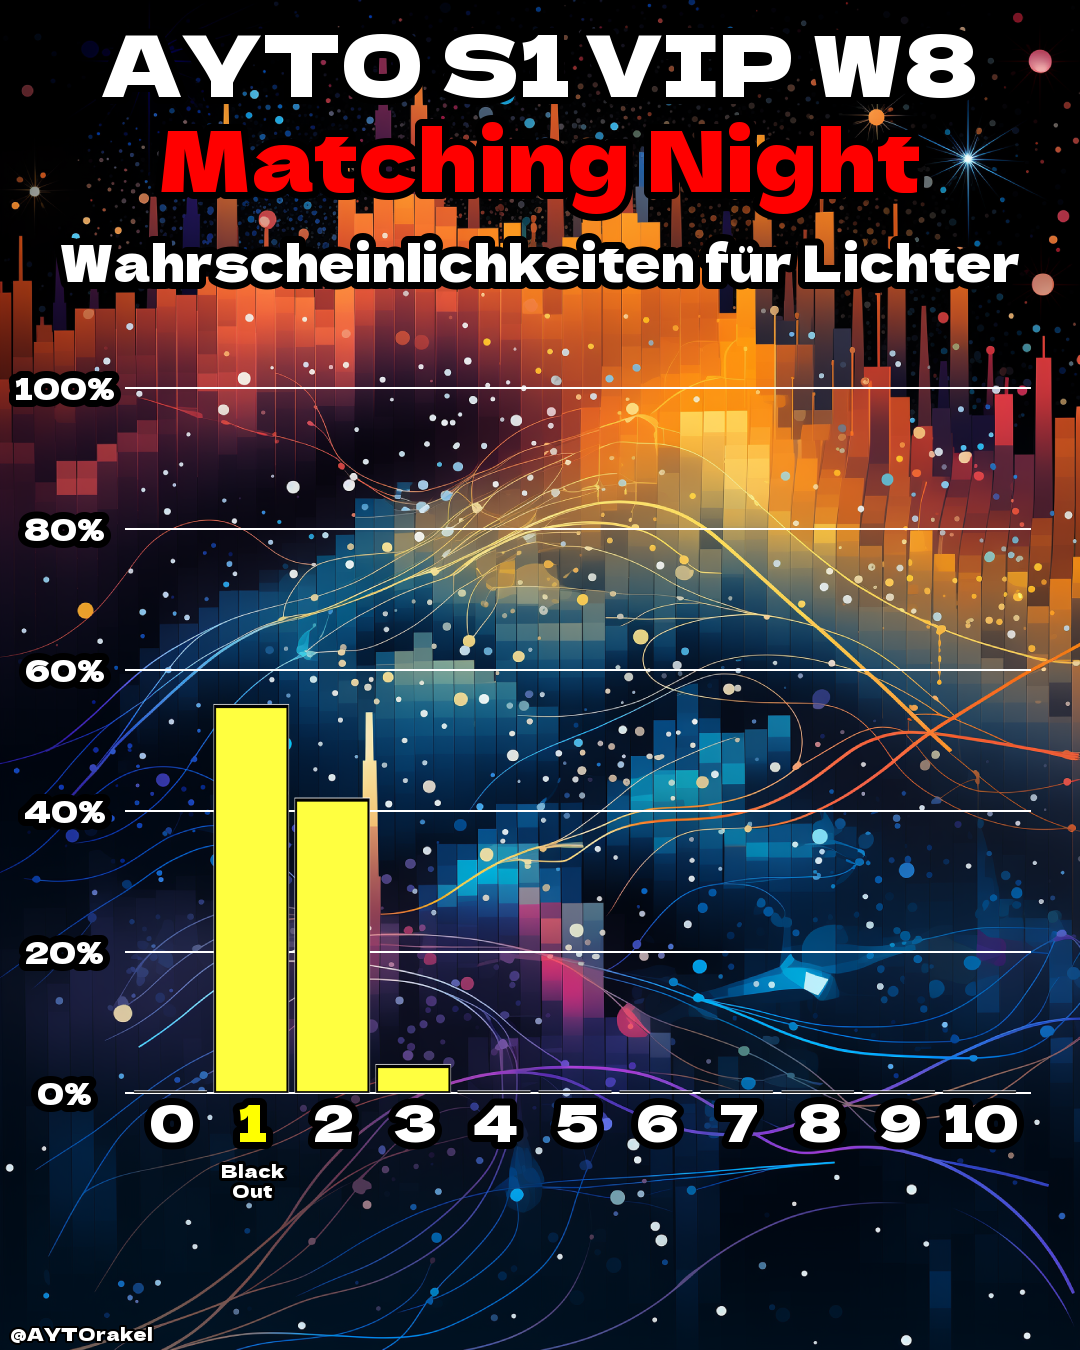 AYTO S1 VIP W8
Matching Night
Wahrscheinlichkeiten für Lichter
100%
80%
60%
40%
20%
0%
0 1 2 3 4 5 6 7 8 9 10
Black
Out
@AYTOrakel